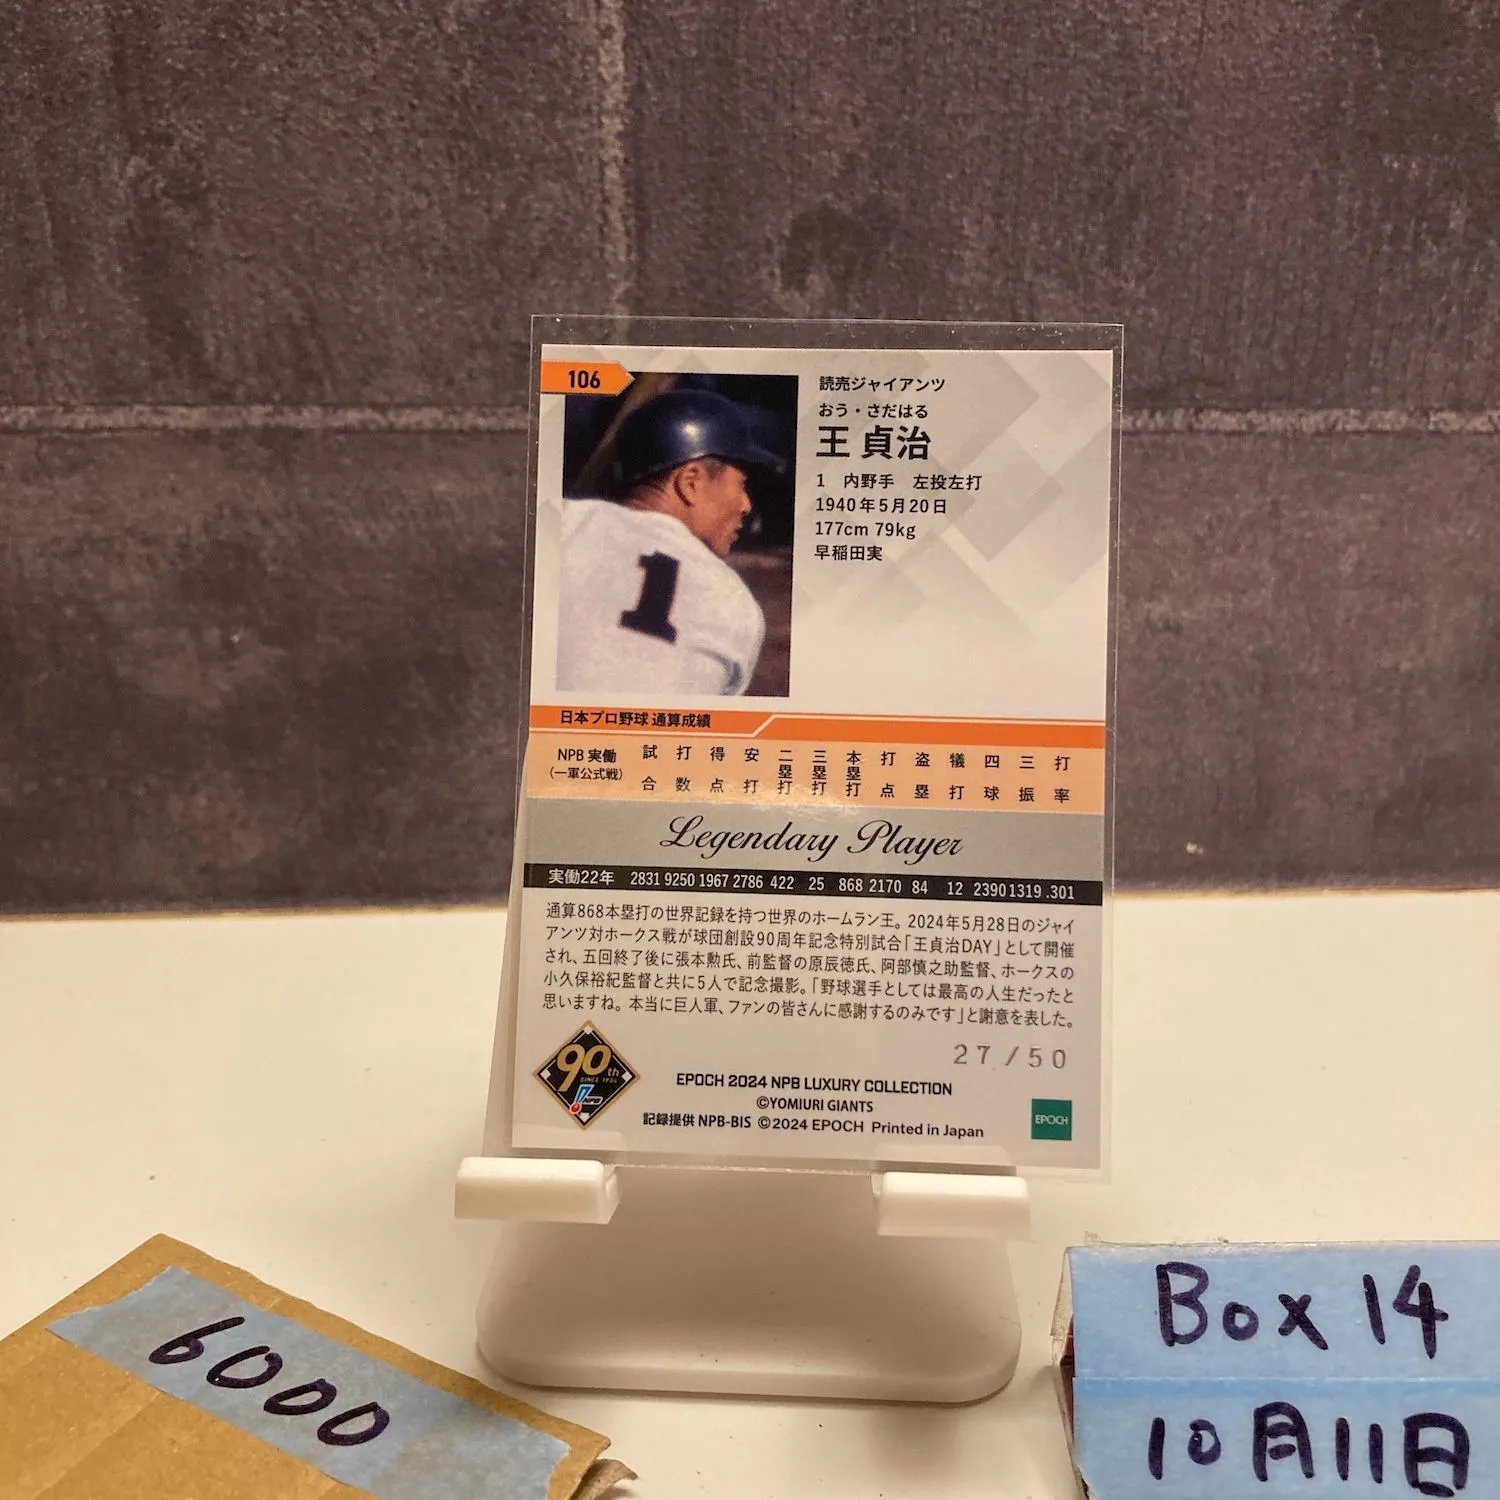 106
読売ジャイアンツ
おう・さだはる
王 貞治
1 内野手 左投左打
1940年5月20日
177cm 79kg
早稲田実
1
日本プロ野球 通算成績
NPB 実働 試合 打数 得点 安打 二塁打 三塁打 本塁打 打点 盗塁 犠打 四球 三振 打率
(一軍公式戦)
Legendary Player
実働22年 2831 9250 1967 2786 422 25 868 2170 84 12 2390 1319 .301
通算868本塁打の世界記録を持つ世界のホームラン王。2024年5月28日のジャイ
アンツ対ホークス戦が球団創設90周年記念特別試合「王貞治DAY」として開催
され、五回終了後に張本勲氏、前監督の原辰徳氏、阿部慎之助監督、ホークスの
小久保裕紀監督と共に5人で記念撮影。「野球選手としては最高の人生だったと
思いますね。本当に巨人軍、ファンの皆さんに感謝するのみです」と謝意を表した。
27/50
90th
SINCE 1934
NPB
EPOCH 2024 NPB LUXURY COLLECTION
©YOMIURI GIANTS
記録提供 NPB-BIS ©2024 EPOCH Printed in Japan
EPOCH
6000
Box 14
10月11日